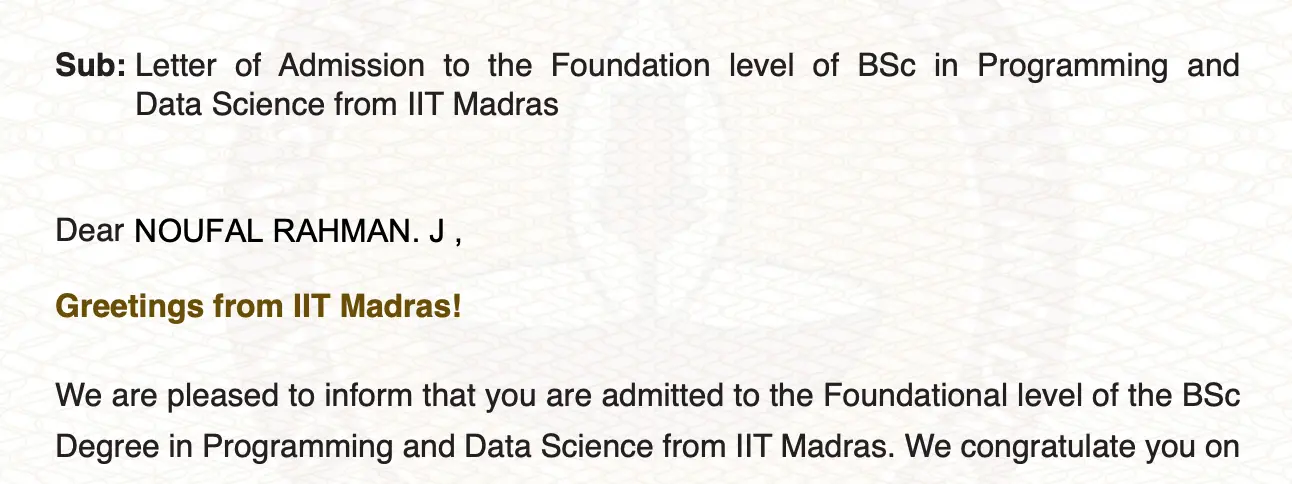 Sub: Letter of Admission to the Foundation level of BSc in Programming and
Data Science from IIT Madras
Dear NOUFAL RAHMAN. J ,
Greetings from IIT Madras!
We are pleased to inform that you are admitted to the Foundational level of the BSc
Degree in Programming and Data Science from IIT Madras. We congratulate you on